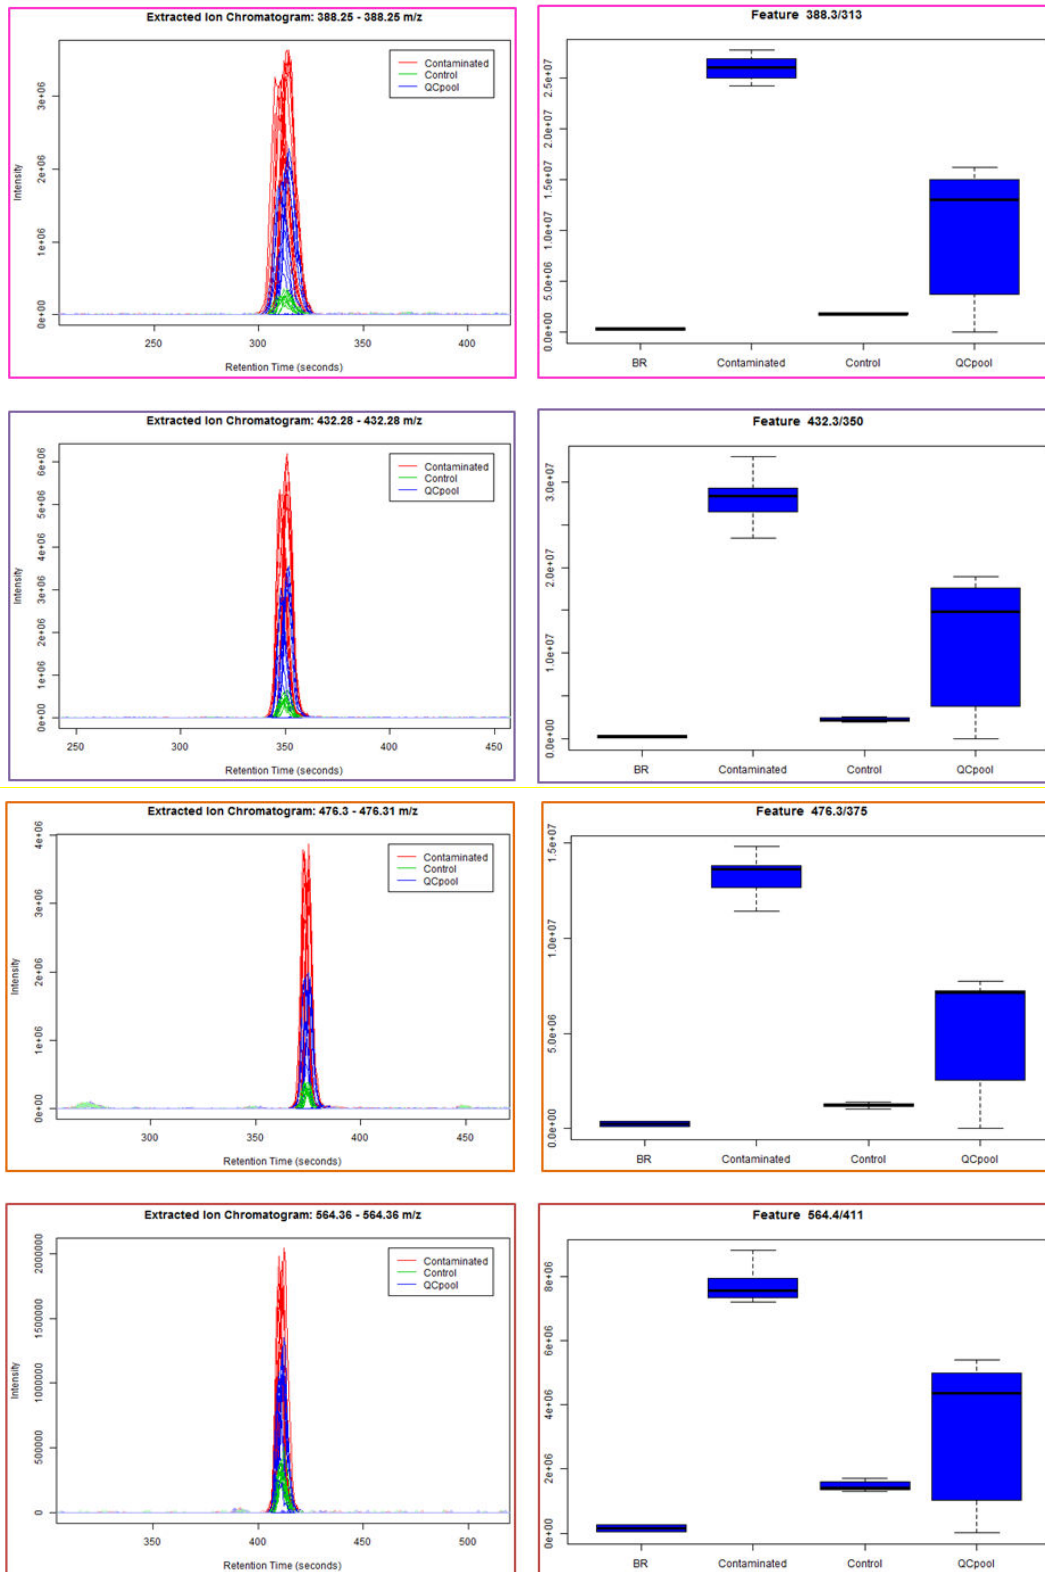 Extracted Ion Chromatogram: 388.25 - 388.25 m/z
Intensity
0e+00 1e+06 2e+06 3e+06
Contaminated
Control
QCpool
250 300 350 400
Retention Time (seconds)
Feature 388.3/313
0.0e+00 5.0e+06 1.0e+07 1.5e+07 2.0e+07 2.5e+07
BR Contaminated Control QCpool
Extracted Ion Chromatogram: 432.28 - 432.28 m/z
Intensity
0e+00 1e+06 2e+06 3e+06 4e+06 5e+06 6e+06
Contaminated
Control
QCpool
250 300 350 400 450
Retention Time (seconds)
Feature 432.3/350
0.0e+00 1.0e+07 2.0e+07 3.0e+07
BR Contaminated Control QCpool
Extracted Ion Chromatogram: 476.3 - 476.31 m/z
Intensity
0e+00 1e+06 2e+06 3e+06 4e+06
Contaminated
Control
QCpool
300 350 400 450
Retention Time (seconds)
Feature 476.3/375
0.0e+00 5.0e+06 1.0e+07 1.5e+07
BR Contaminated Control QCpool
Extracted Ion Chromatogram: 564.36 - 564.36 m/z
Intensity
0 500000 1000000 1500000 2000000
Contaminated
Control
QCpool
350 400 450 500
Retention Time (seconds)
Feature 564.4/411
0e+00 2e+06 4e+06 6e+06 8e+06
BR Contaminated Control QCpool